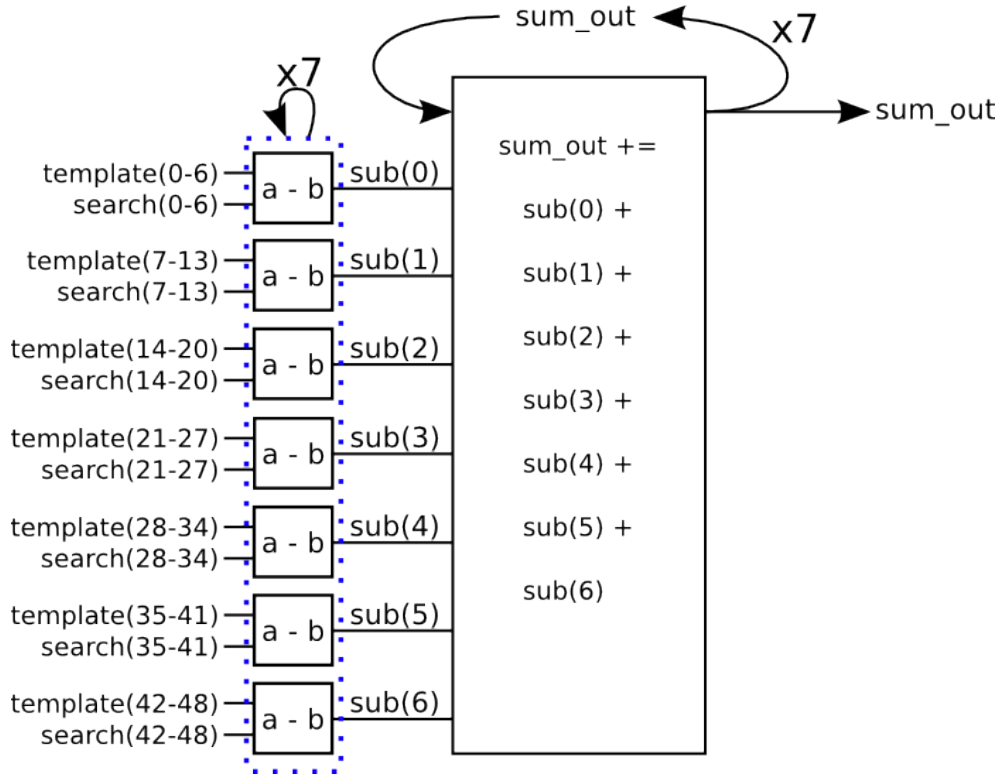 sum_out
x7
x7
sum_out
sum_out +=
template(0-6)
search(0-6)
a - b
sub(0)
sub(0) +
template(7-13)
search(7-13)
a - b
sub(1)
sub(1) +
template(14-20)
search(14-20)
a - b
sub(2)
sub(2) +
template(21-27)
search(21-27)
a - b
sub(3)
sub(3) +
template(28-34)
search(28-34)
a - b
sub(4)
sub(4) +
template(35-41)
search(35-41)
a - b
sub(5)
sub(5) +
template(42-48)
search(42-48)
a - b
sub(6)
sub(6)